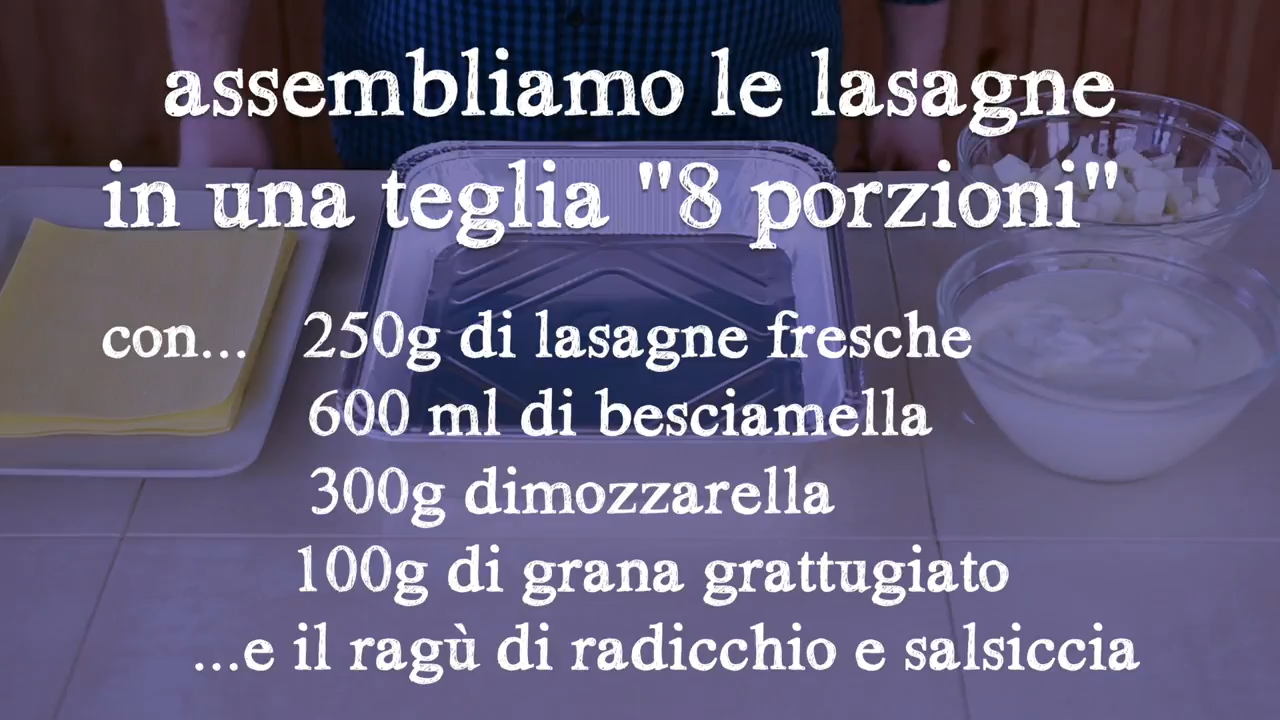 assembliamo le lasagne
in una teglia "8 porzioni"
con... 250g di lasagne fresche
600 ml di besciamella
300g dimozzarella
100g di grana grattugiato
...e il ragù di radicchio e salsiccia